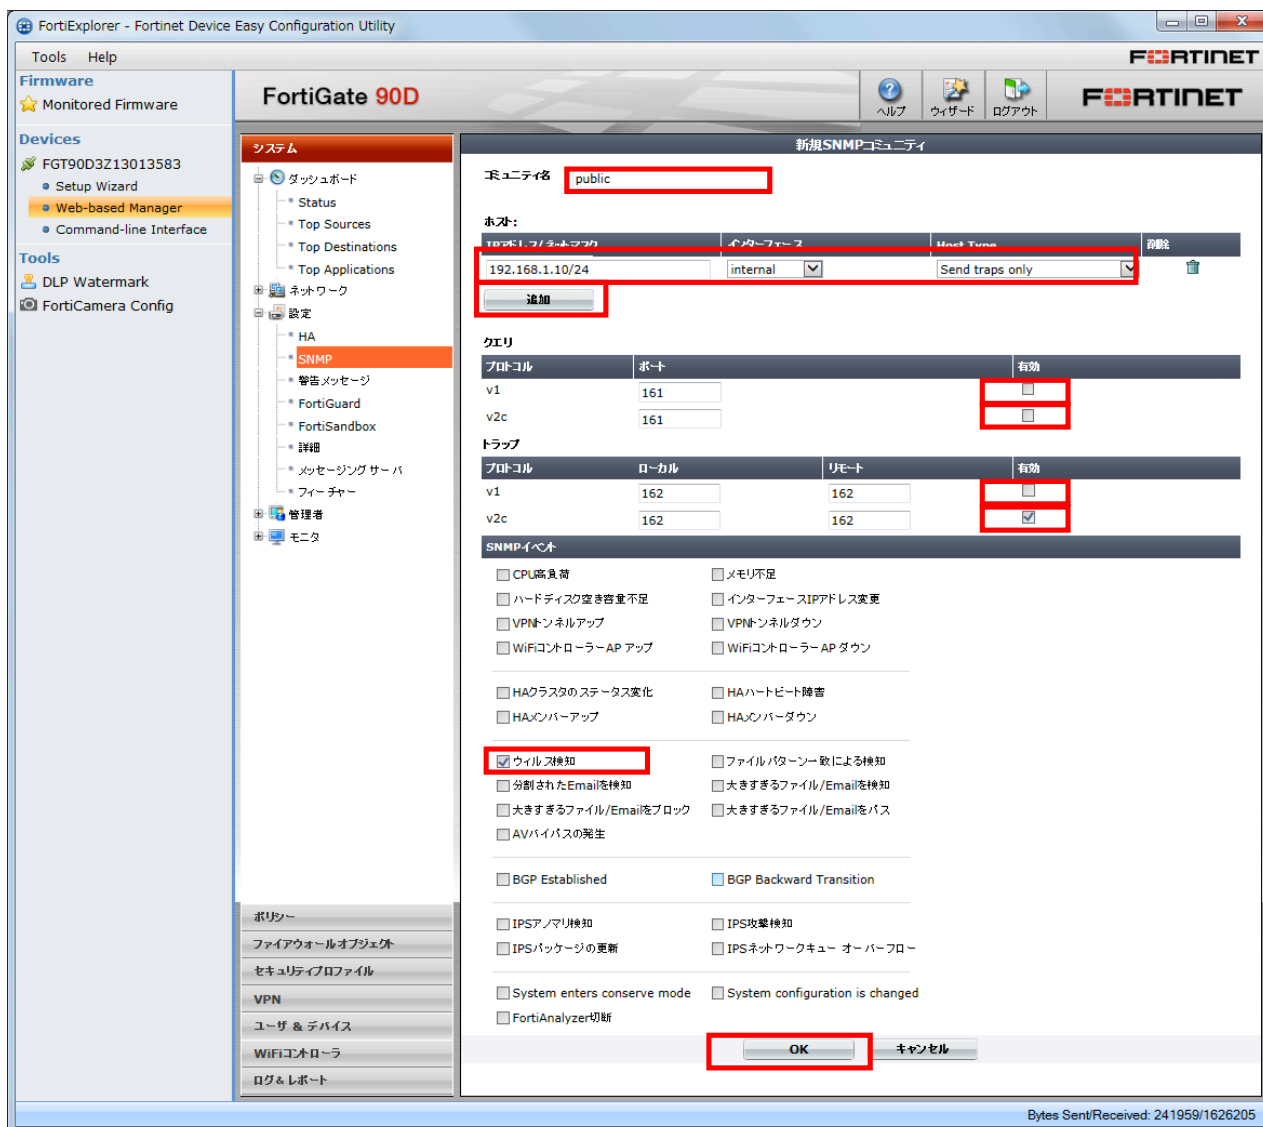 FortiExplorer - Fortinet Device Easy Configuration Utility
Tools Help
FORTINET
Firmware
Monitored Firmware
Devices
FGT90D3Z13013583
Setup Wizard
Web-based Manager
Command-line Interface
Tools
DLP Watermark
FortiCamera Config
FortiGate 90D
ヘルプ
ウィザード
ログアウト
FORTINET
システム
ダッシュボード
Status
Top Sources
Top Destinations
Top Applications
ネットワーク
設定
HA
SNMP
警告メッセージ
FortiGuard
FortiSandbox
詳細
メッセージングサーバ
フィーチャー
管理者
モニタ
ポリシー
ファイアウォールオブジェクト
セキュリティプロファイル
VPN
ユーザ & デバイス
WiFiコントローラ
ログ&レポート
新規SNMPコミュニティ
コミュニティ名 public
ホスト:
IPアドレス/ネットマスク インターフェース Host Type 削除
192.168.1.10/24 internal Send traps only
追加
クエリ
プロトコル ポート 有効
v1 161
v2c 161
トラップ
プロトコル ローカル リモート 有効
v1 162 162
v2c 162 162
SNMPイベント
CPU高負荷 メモリ不足
ハードディスク空き容量不足 インターフェースIPアドレス変更
VPNトンネルアップ VPNトンネルダウン
WiFiコントローラーAP アップ WiFiコントローラーAP ダウン
HAクラスタのステータス変化 HAハートビート障害
HAメンバーアップ HAメンバーダウン
ウィルス検知 ファイルパターン一致による検知
分割されたEmailを検知 大きすぎるファイル/Emailを検知
大きすぎるファイル/Emailをブロック 大きすぎるファイル/Emailをパス
AVバイパスの発生
BGP Established BGP Backward Transition
IPSアノマリ検知 IPS攻撃検知
IPSパッケージの更新 IPSネットワークキュー オーバーフロー
System enters conserve mode System configuration is changed
FortiAnalyzer切断
OK キャンセル
Bytes Sent/Received: 241959/1626205